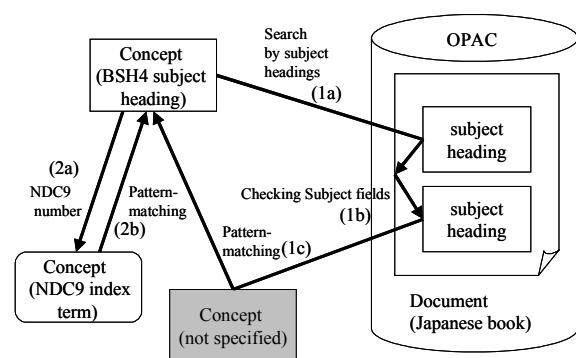 Concept
(BSH4 subject
heading)
Search
by subject
headings
(1a)
OPAC
subject
heading
(2a)
NDC9
number
Pattern-
matching
(2b)
Checking Subject fields
(1b)
Pattern-
matching
(1c)
subject
heading
Concept
(NDC9 index
term)
Concept
(not specified)
Document
(Japanese book)